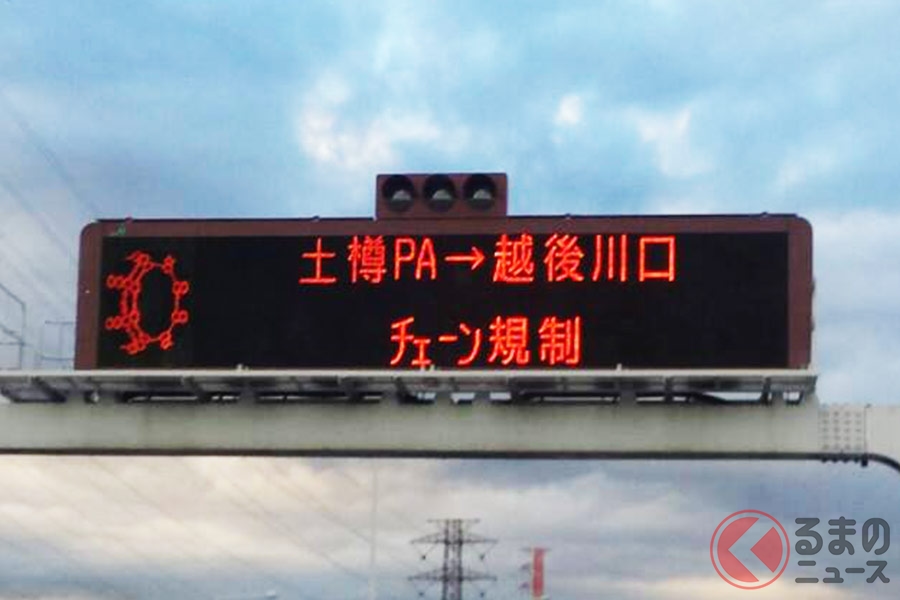 土樽PA→越後川口
チェーン規制
くるまの
ニュース